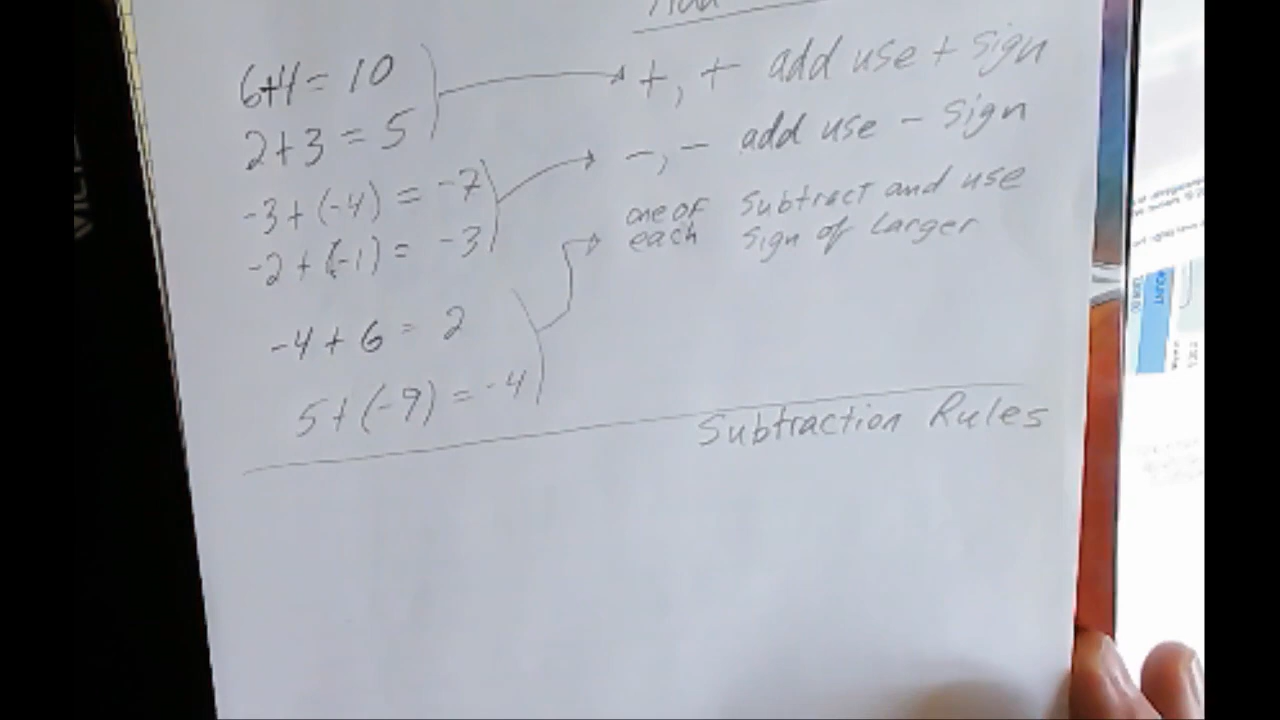 6+4 = 10
2+3 = 5
-3+(-4) = -7
-2+(-1) = -3
-4+6 = 2
5+(-9) = -4
+, + add use + sign
-, - add use - sign
one of each subtract and use
sign of larger
Subtraction Rules